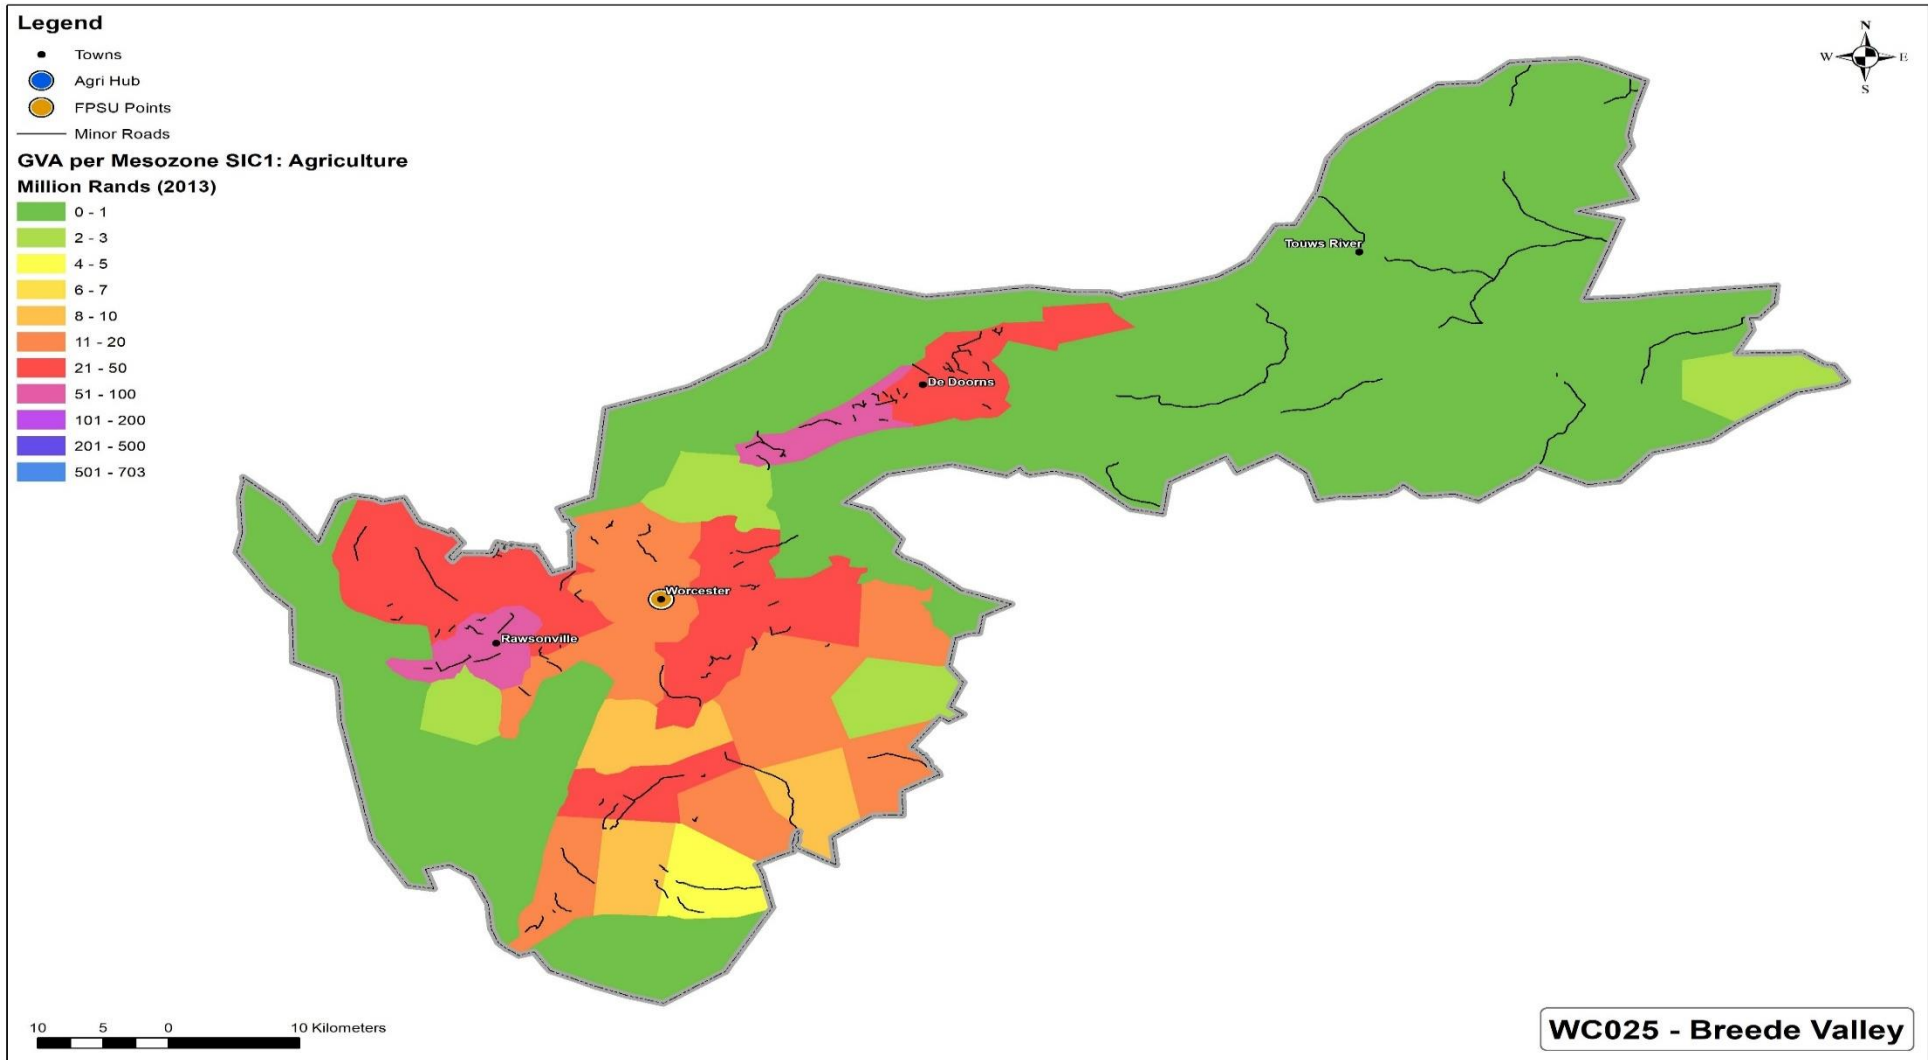 Legend
Towns
Agri Hub
FPSU Points
Minor Roads
GVA per Mesozone SIC1: Agriculture
Million Rands (2013)
0 - 1
2 - 3
4 - 5
6 - 7
8 - 10
11 - 20
21 - 50
51 - 100
101 - 200
201 - 500
501 - 703
N
W E
S
Touws River
De Doorns
Worcester
Rawsonville
10 5 0 10 Kilometers
WC025 - Breede Valley